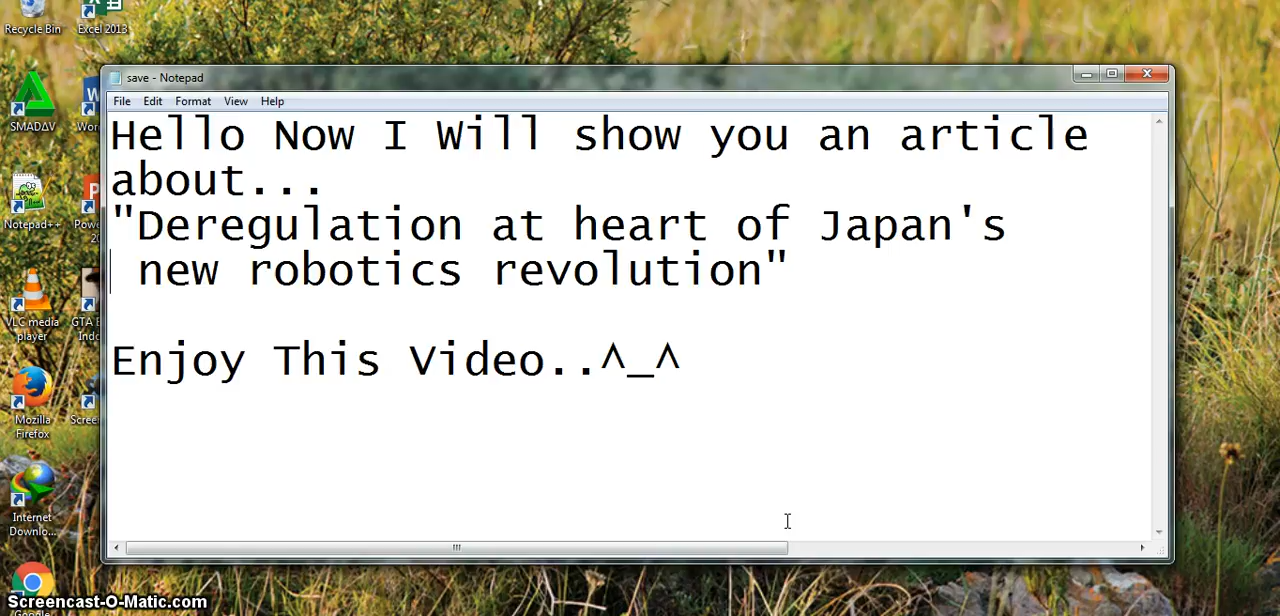 Recycle Bin
Excel 2013
save - Notepad
File Edit Format View Help
SMADΔV
Hello Now I Will show you an article
about...
"Deregulation at heart of Japan's
new robotics revolution"
Enjoy This Video..^_^
Notepad++
VLC media
player
Mozilla
Firefox
Internet
Downlo...
Screencast-O-Matic.com